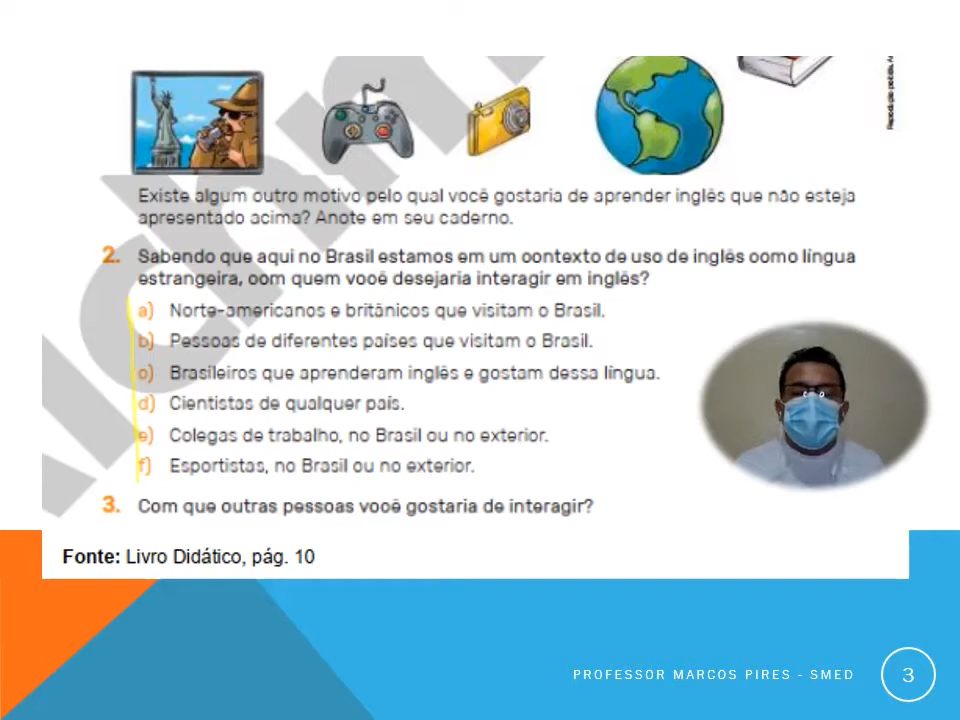 Existe algum outro motivo pelo qual você gostaria de aprender inglês que não esteja
apresentado acima? Anote em seu caderno.
2. Sabendo que aqui no Brasil estamos em um contexto de uso de inglês como língua
estrangeira, com quem você desejaria interagir em inglês?
a) Norte-americanos e britânicos que visitam o Brasil.
b) Pessoas de diferentes países que visitam o Brasil.
c) Brasileiros que aprenderam inglês e gostam dessa língua.
d) Cientistas de qualquer país.
e) Colegas de trabalho, no Brasil ou no exterior.
f) Esportistas, no Brasil ou no exterior.
3. Com que outras pessoas você gostaria de interagir?
Fonte: Livro Didático, pág. 10
PROFESSOR MARCOS PIRES - SMED
3